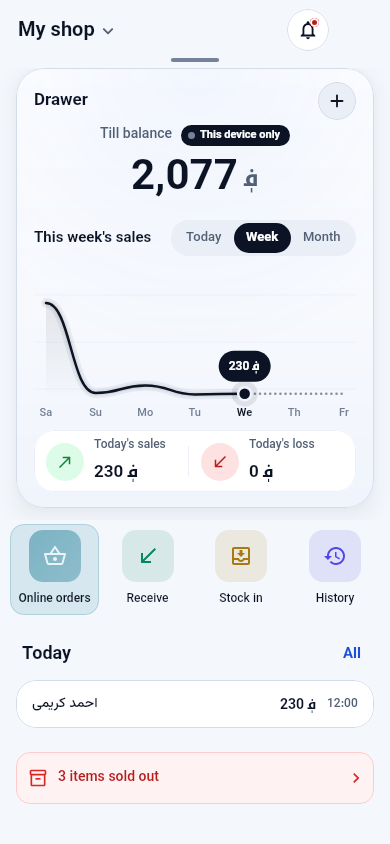 My shop
Drawer
Till balance
This device only
2,077 ؋
This week's sales
Today Week Month
230 ؋
Sa Su Mo Tu We Th Fr
Today's sales
230 ؋
Today's loss
0 ؋
Online orders
Receive
Stock in
History
Today
All
احمد کریمی
230 ؋
12:00
3 items sold out